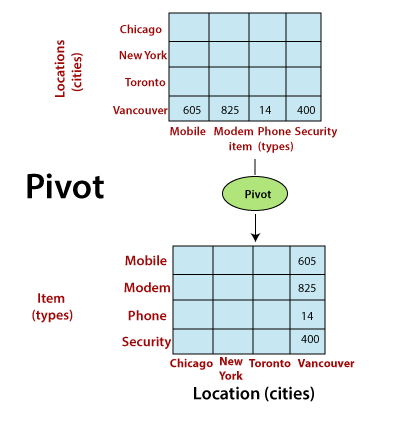 Locations
(cities)
Chicago
New York
Toronto
Vancouver 605 825 14 400
Mobile Modem Phone Security
item (types)
Pivot
Pivot
Item
(types)
Mobile 605
Modem 825
Phone 14
Security 400
Chicago New York Toronto Vancouver
Location (cities)